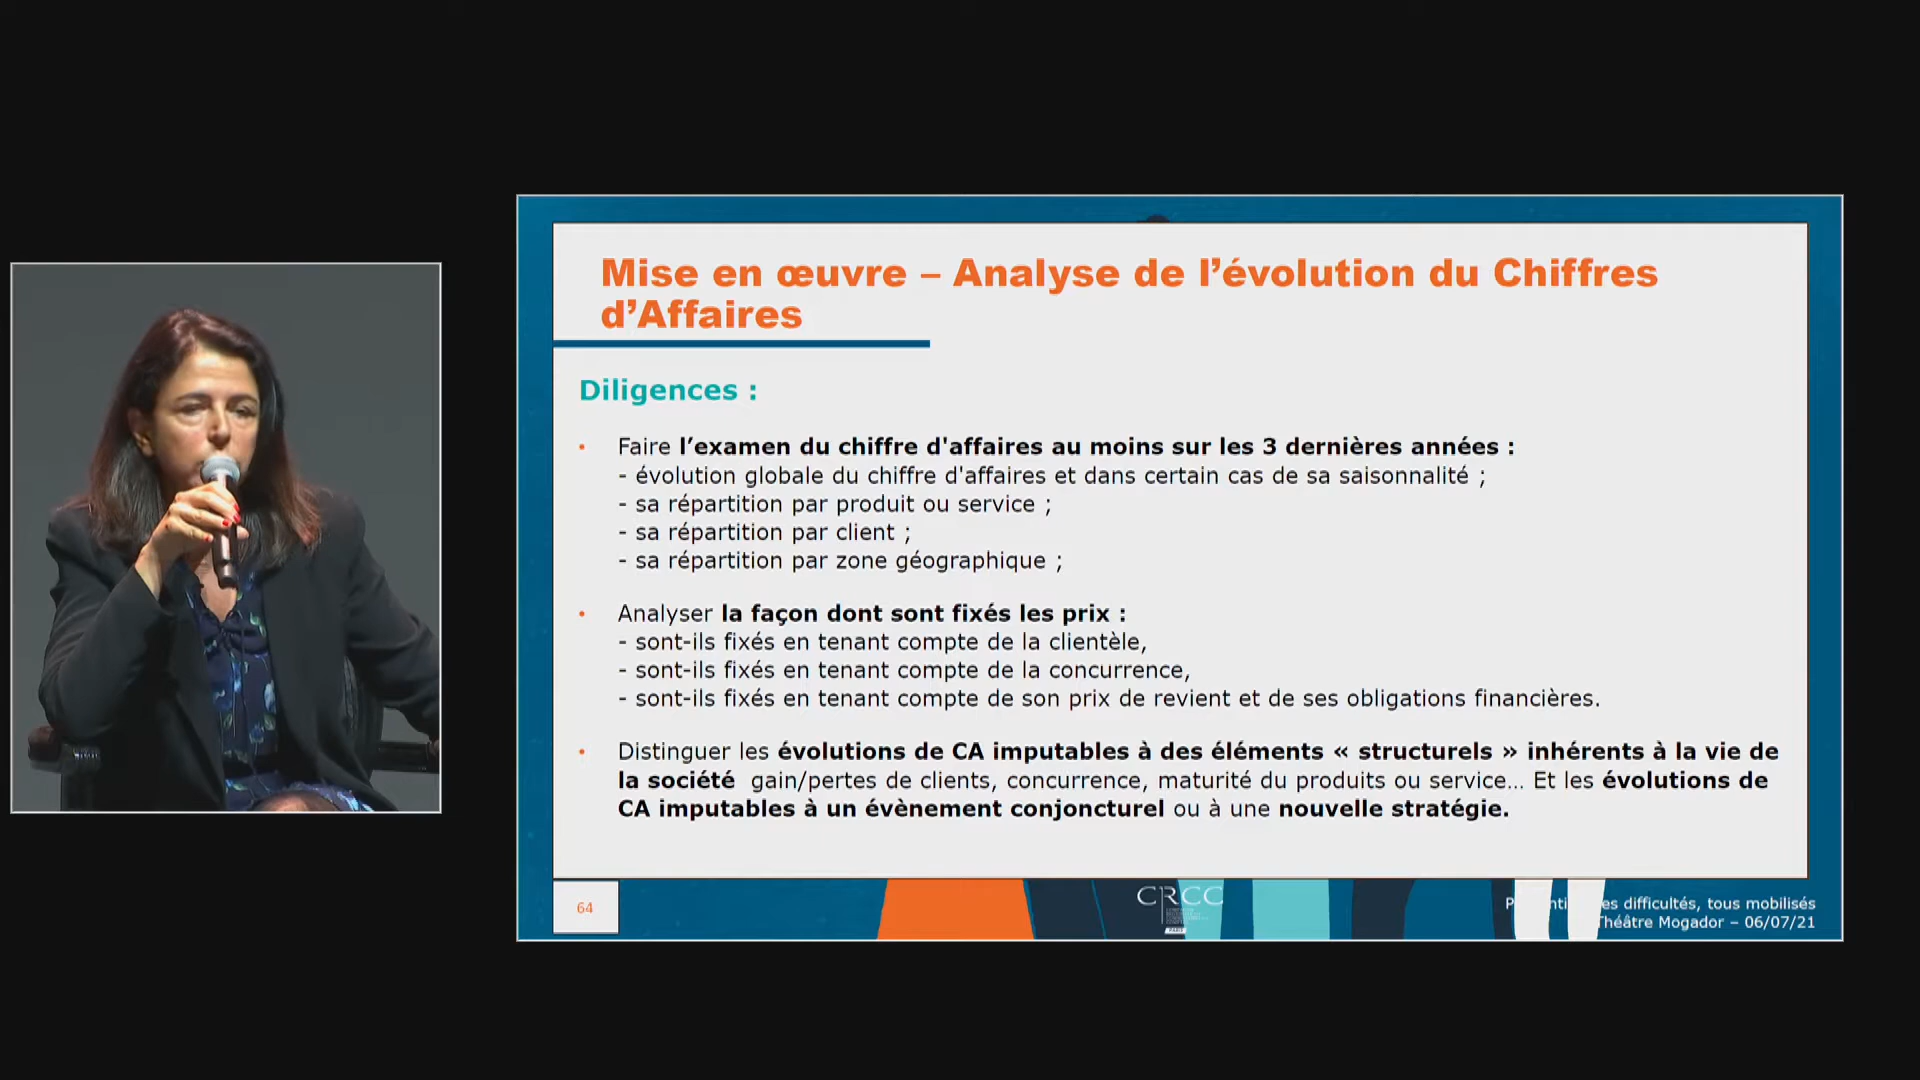 Mise en œuvre – Analyse de l’évolution du Chiffres
d’Affaires
Diligences :
• Faire l’examen du chiffre d'affaires au moins sur les 3 dernières années :
- évolution globale du chiffre d'affaires et dans certain cas de sa saisonnalité ;
- sa répartition par produit ou service ;
- sa répartition par client ;
- sa répartition par zone géographique ;
• Analyser la façon dont sont fixés les prix :
- sont-ils fixés en tenant compte de la clientèle,
- sont-ils fixés en tenant compte de la concurrence,
- sont-ils fixés en tenant compte de son prix de revient et de ses obligations financières.
• Distinguer les évolutions de CA imputables à des éléments « structurels » inhérents à la vie de
la société gain/pertes de clients, concurrence, maturité du produits ou service... Et les évolutions de
CA imputables à un évènement conjoncturel ou à une nouvelle stratégie.
64
CRCC
PARIS
des difficultés, tous mobilisés
Théâtre Mogador – 06/07/21